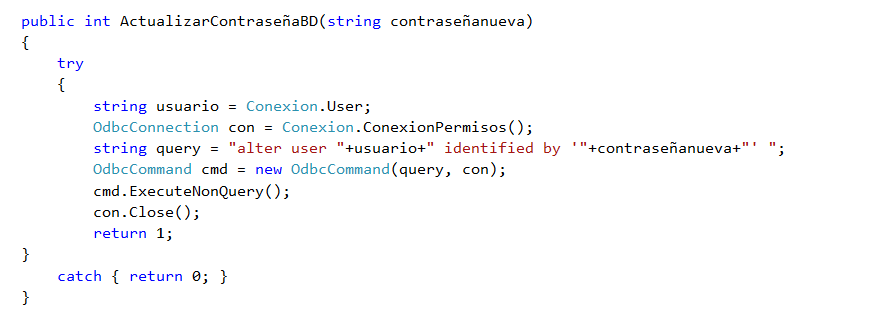 public int ActualizarContraseñaBD(string contraseñanueva)
{
    try
    {
        string usuario = Conexion.User;
        OdbcConnection con = Conexion.ConexionPermisos();
        string query = "alter user "+usuario+" identified by '"+contraseñanueva+"' ";
        OdbcCommand cmd = new OdbcCommand(query, con);
        cmd.ExecuteNonQuery();
        con.Close();
        return 1;
}
    catch { return 0; }
}